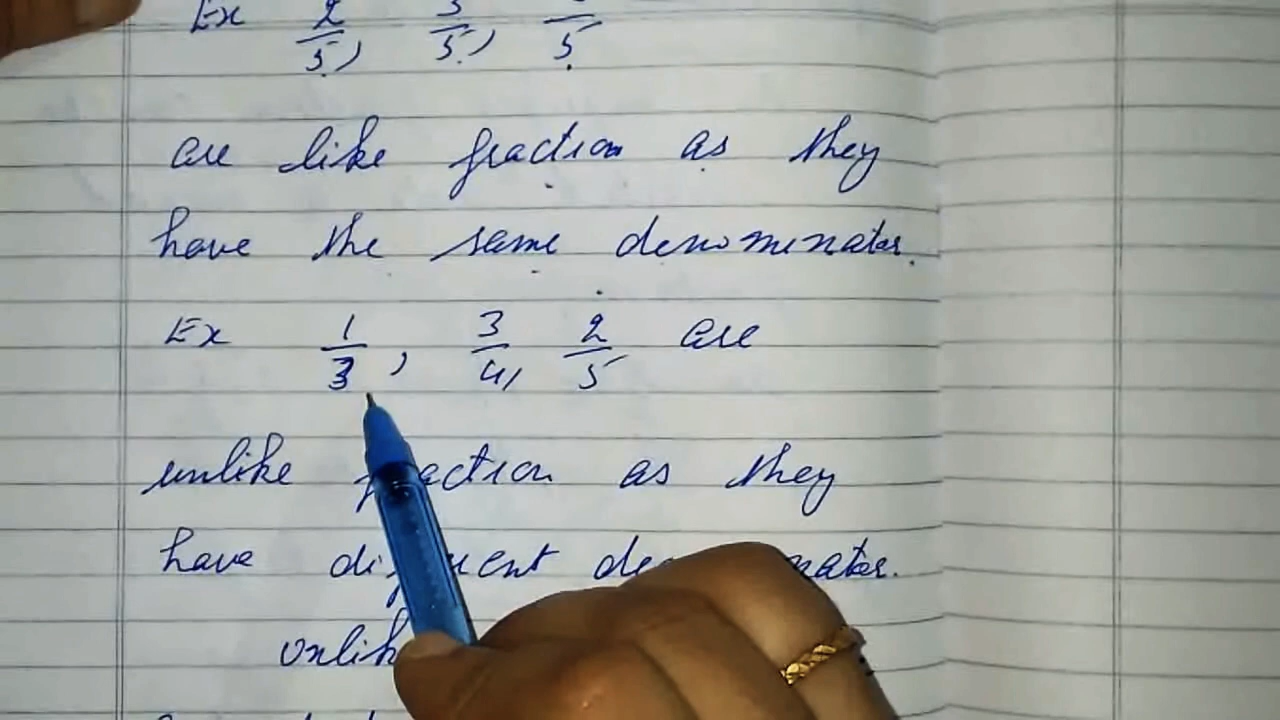 Ex 2/5, 3/5, /5
are like fraction as they
have the same denominator.
Ex 1/3, 3/4, 2/5 are
unlike fraction as they
have different denominator.